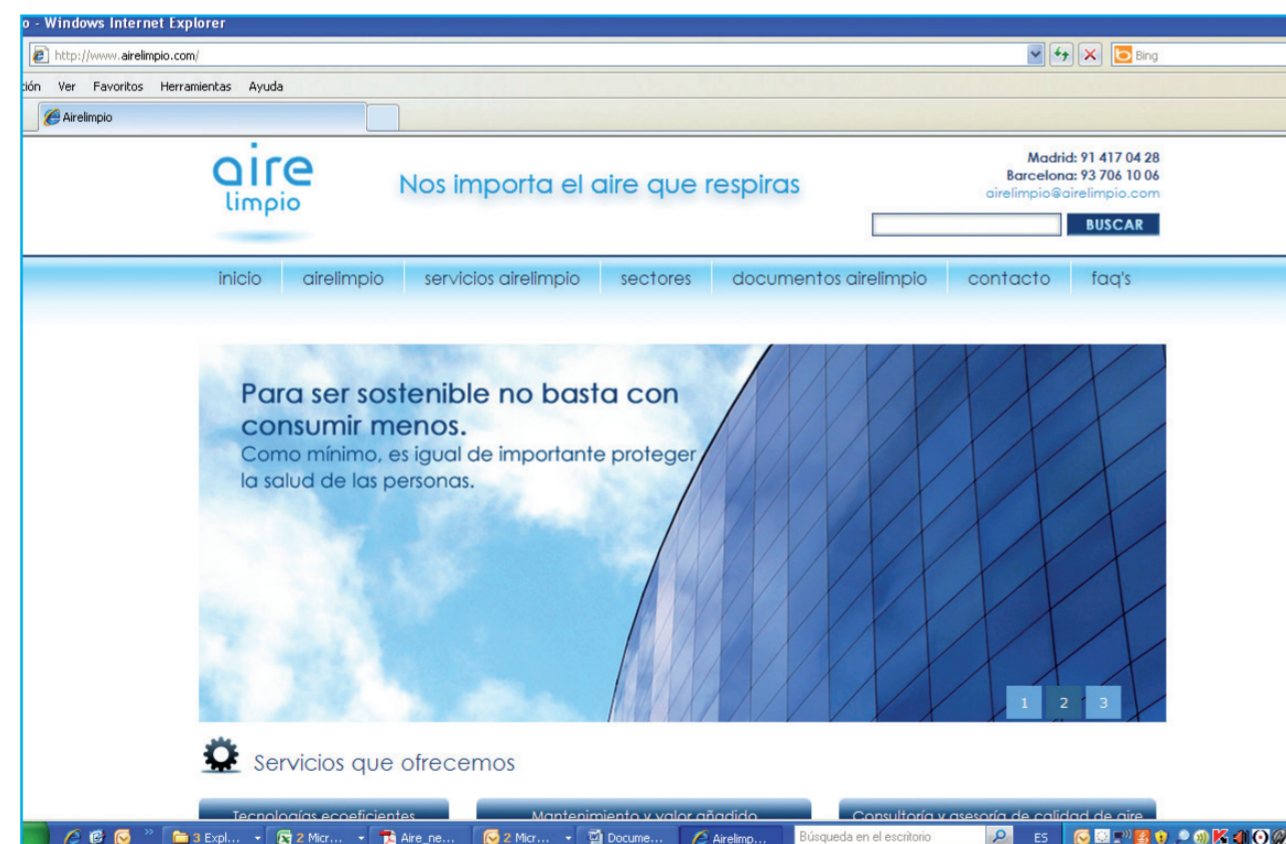 o - Windows Internet Explorer
http://www.airelimpio.com/
Bing
ción Ver Favoritos Herramientas Ayuda
Airelimpio
aire
limpio
Nos importa el aire que respiras
Madrid: 91 417 04 28
Barcelona: 93 706 10 06
airelimpio@airelimpio.com
BUSCAR
inicio airelimpio servicios airelimpio sectores documentos airelimpio contacto faq's
Para ser sostenible no basta con
consumir menos.
Como mínimo, es igual de importante proteger
la salud de las personas.
1 2 3
Servicios que ofrecemos
Tecnologías ecoeficientes Mantenimiento y valor añadido Consultoría y asesoría de calidad de aire
3 Expl... 2 Micr... Aire_ne... 2 Micr... Docume... Airelimp... Búsqueda en el escritorio ES